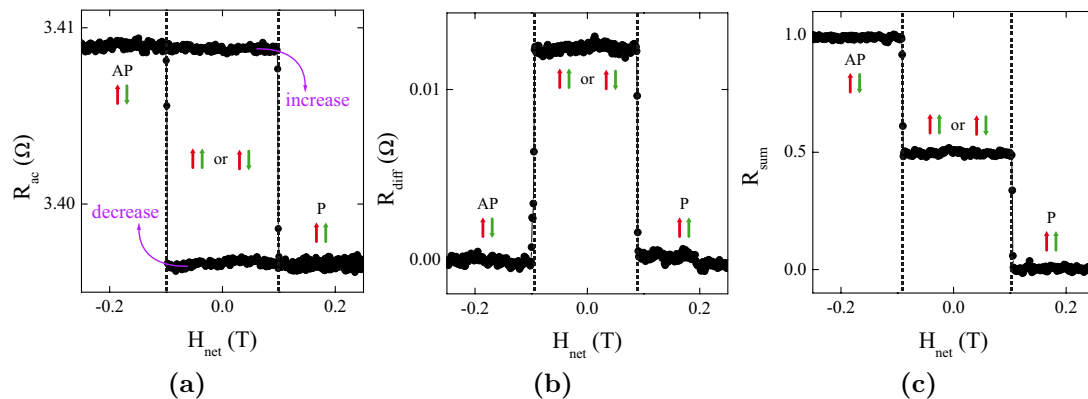 3.41
3.40
R_ac (Ω)
AP
increase
or
decrease
P
-0.2 0.0 0.2
H_net (T)
(a)
0.01
0.00
R_diff (Ω)
or
AP
P
-0.2 0.0 0.2
H_net (T)
(b)
1.0
0.5
0.0
R_sum
AP
or
P
-0.2 0.0 0.2
H_net (T)
(c)